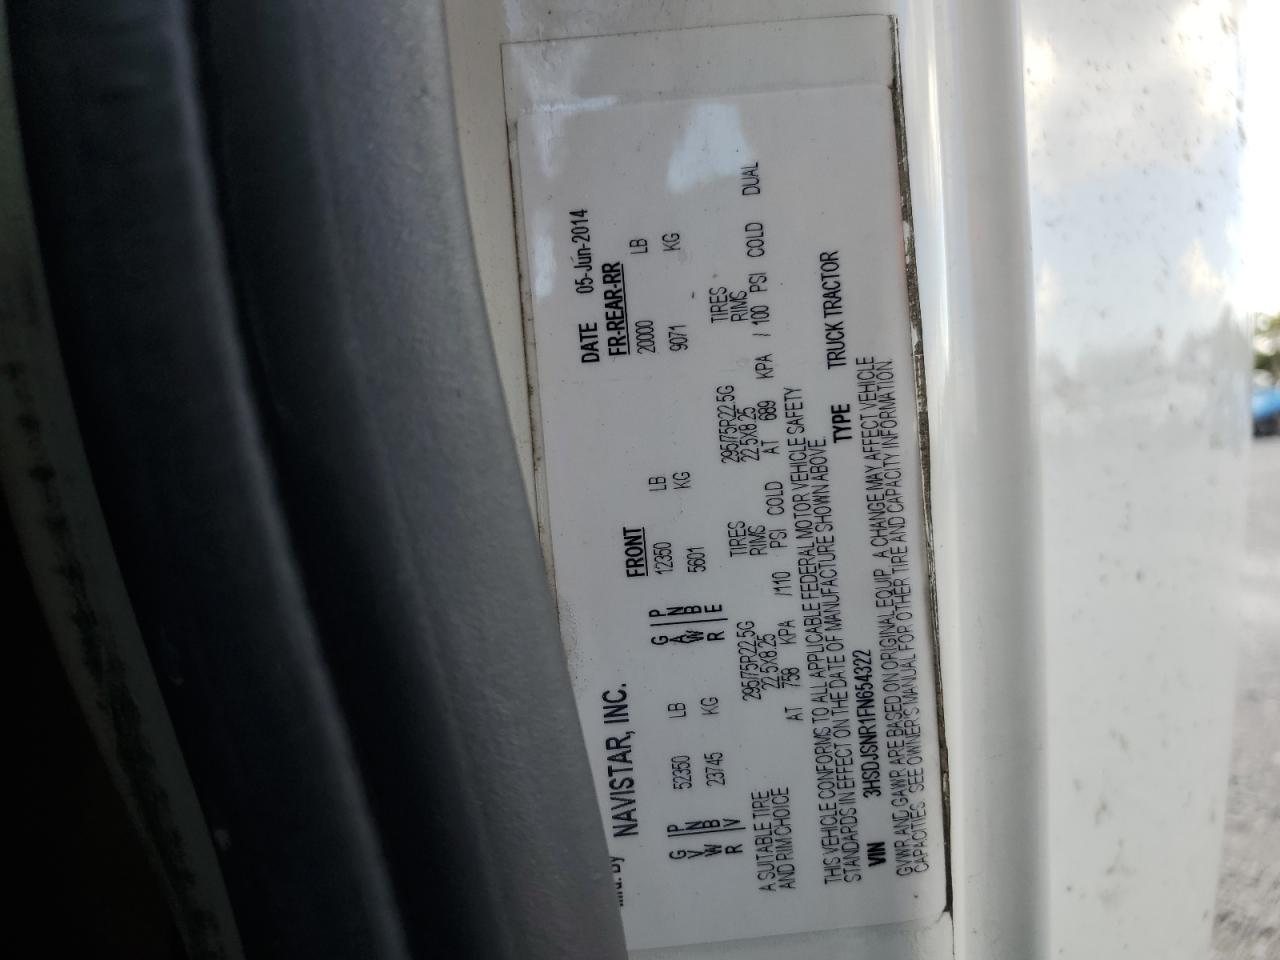 Mfd. By NAVISTAR, INC. DATE 05-Jun-2014
FRONT FR-REAR-RR
G P 52350 LB G P 12350 LB 20000 LB
V N A N
W B 23745 KG W B 5601 KG 9071 KG
R V R E
A SUITABLE TIRE 295/75R22.5G TIRES 295/75R22.5G TIRES
AND RIM CHOICE 22.5X8.25 RIMS 22.5X8.25 RIMS
AT 758 KPA /110 PSI COLD AT 689 KPA / 100 PSI COLD DUAL
THIS VEHICLE CONFORMS TO ALL APPLICABLE FEDERAL MOTOR VEHICLE SAFETY
STANDARDS IN EFFECT ON THE DATE OF MANUFACTURE SHOWN ABOVE.
VIN 3HSDJSNR1FN654322 TYPE TRUCK TRACTOR
GVWR AND GAWR ARE BASED ON ORIGINAL EQUIP. A CHANGE MAY AFFECT VEHICLE
CAPACITIES. SEE OWNER'S MANUAL FOR OTHER TIRE AND CAPACITY INFORMATION.